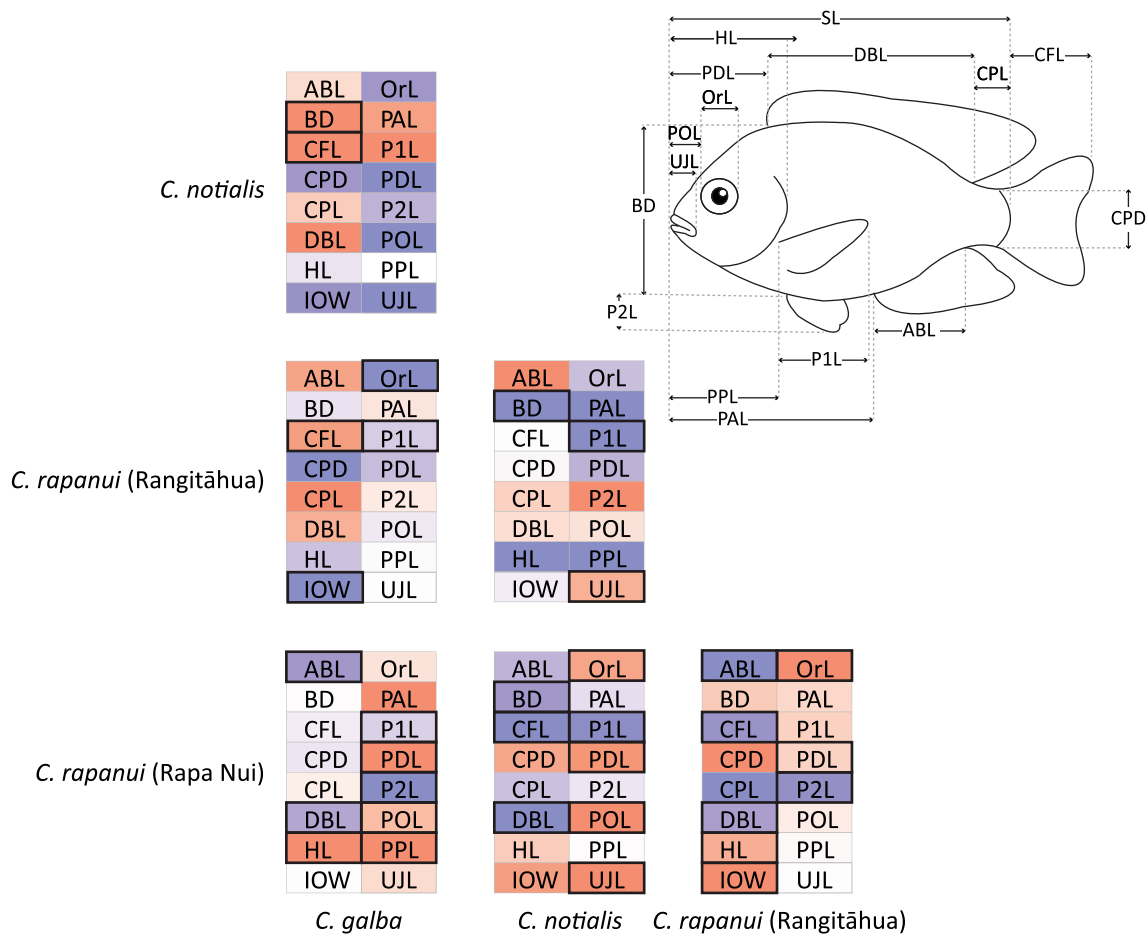 SL
HL
DBL
CFL
PDL
CPL
OrL
POL
UJL
BD
CPD
P2L
ABL
P1L
PPL
PAL
C. notialis
ABL OrL
BD PAL
CFL P1L
CPD PDL
CPL P2L
DBL POL
HL PPL
IOW UJL
C. rapanui (Rangitāhua)
ABL OrL
BD PAL
CFL P1L
CPD PDL
CPL P2L
DBL POL
HL PPL
IOW UJL
ABL OrL
BD PAL
CFL P1L
CPD PDL
CPL P2L
DBL POL
HL PPL
IOW UJL
C. rapanui (Rapa Nui)
ABL OrL
BD PAL
CFL P1L
CPD PDL
CPL P2L
DBL POL
HL PPL
IOW UJL
ABL OrL
BD PAL
CFL P1L
CPD PDL
CPL P2L
DBL POL
HL PPL
IOW UJL
ABL OrL
BD PAL
CFL P1L
CPD PDL
CPL P2L
DBL POL
HL PPL
IOW UJL
C. galba
C. notialis
C. rapanui (Rangitāhua)